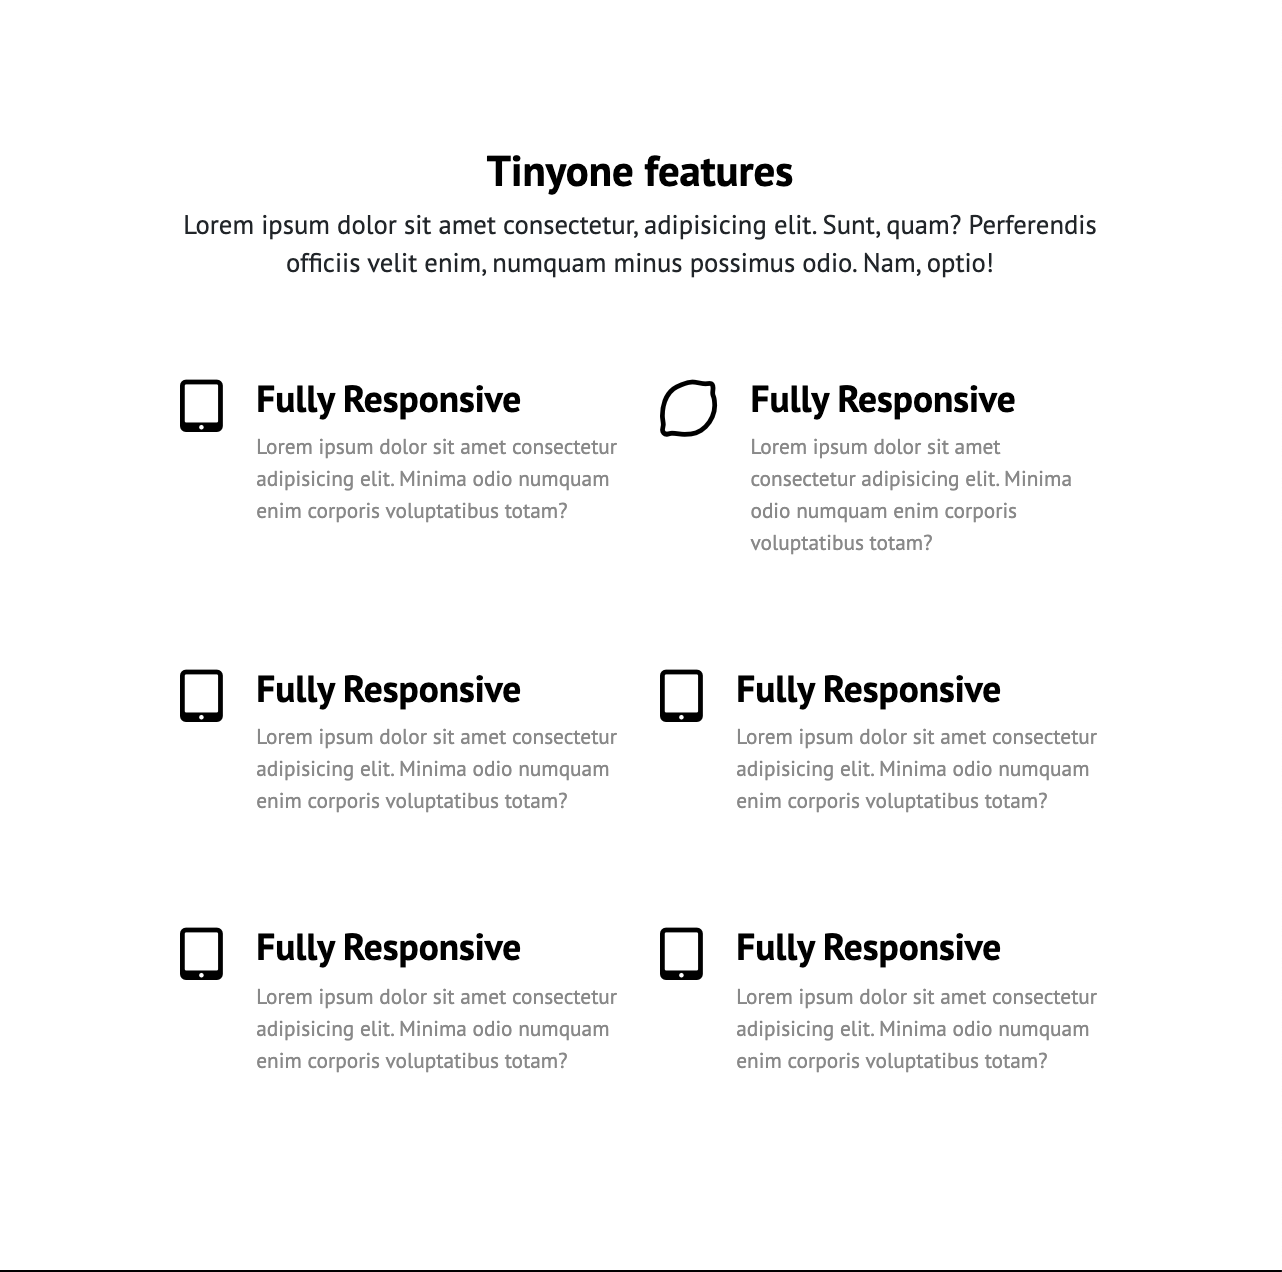 Tinyone features
Lorem ipsum dolor sit amet consectetur, adipisicing elit. Sunt, quam? Perferendis
officiis velit enim, numquam minus possimus odio. Nam, optio!
Fully Responsive
Lorem ipsum dolor sit amet consectetur
adipisicing elit. Minima odio numquam
enim corporis voluptatibus totam?
Fully Responsive
Lorem ipsum dolor sit amet
consectetur adipisicing elit. Minima
odio numquam enim corporis
voluptatibus totam?
Fully Responsive
Lorem ipsum dolor sit amet consectetur
adipisicing elit. Minima odio numquam
enim corporis voluptatibus totam?
Fully Responsive
Lorem ipsum dolor sit amet consectetur
adipisicing elit. Minima odio numquam
enim corporis voluptatibus totam?
Fully Responsive
Lorem ipsum dolor sit amet consectetur
adipisicing elit. Minima odio numquam
enim corporis voluptatibus totam?
Fully Responsive
Lorem ipsum dolor sit amet consectetur
adipisicing elit. Minima odio numquam
enim corporis voluptatibus totam?